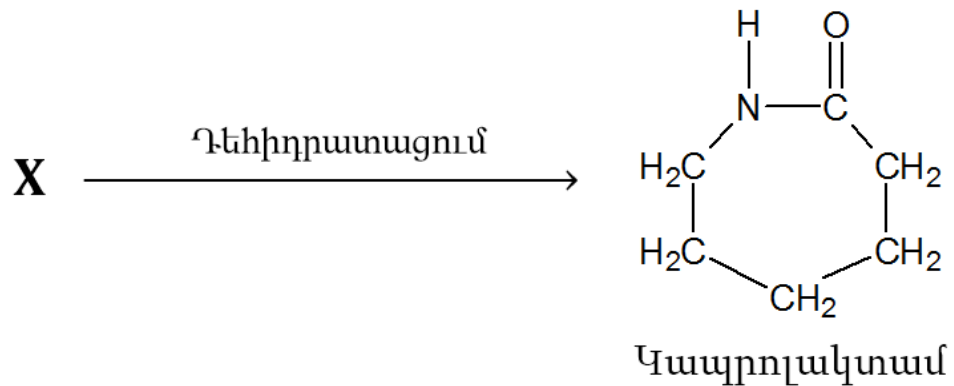 H O
N C
Դեհիդրատացում
X H₂C CH₂
H₂C CH₂
CH₂
Կապրոլակտամ